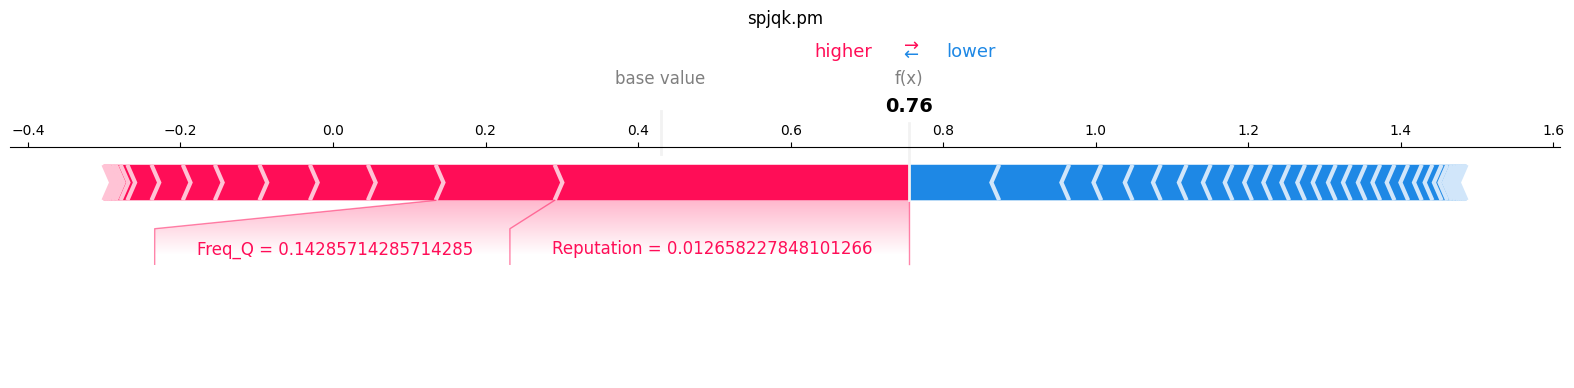 spjqk.pm
higher ⇄ lower
base value f(x)
0.76
−0.4 −0.2 0.0 0.2 0.4 0.6 0.8 1.0 1.2 1.4 1.6
Freq_Q = 0.14285714285714285 Reputation = 0.012658227848101266